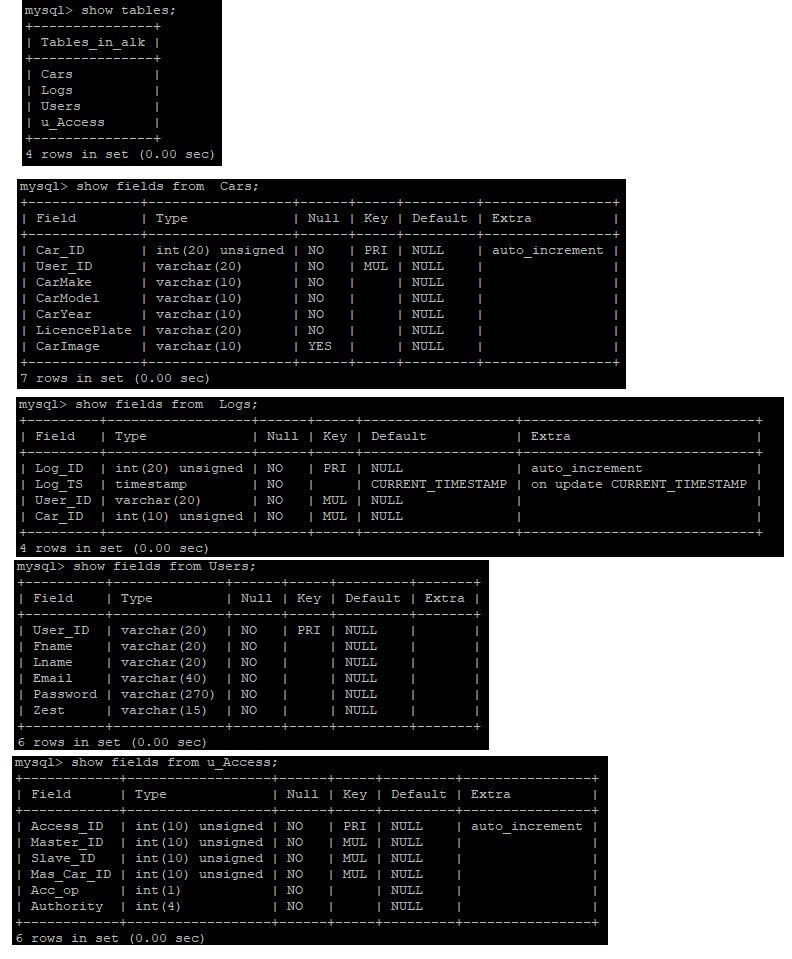 mysql> show tables;
+---------------+
| Tables_in_alk |
+---------------+
| Cars          |
| Logs          |
| Users         |
| u_Access      |
+---------------+
4 rows in set (0.00 sec)
mysql> show fields from  Cars;
+--------------+------------------+------+-----+---------+----------------+
| Field        | Type             | Null | Key | Default | Extra          |
+--------------+------------------+------+-----+---------+----------------+
| Car_ID       | int(20) unsigned | NO   | PRI | NULL    | auto_increment |
| User_ID      | varchar(20)      | NO   | MUL | NULL    |                |
| CarMake      | varchar(10)      | NO   |     | NULL    |                |
| CarModel     | varchar(10)      | NO   |     | NULL    |                |
| CarYear      | varchar(10)      | NO   |     | NULL    |                |
| LicencePlate | varchar(20)      | NO   |     | NULL    |                |
| CarImage     | varchar(10)      | YES  |     | NULL    |                |
+--------------+------------------+------+-----+---------+----------------+
7 rows in set (0.00 sec)
mysql> show fields from  Logs;
+---------+------------------+------+-----+-------------------+-----------------------------+
| Field   | Type             | Null | Key | Default           | Extra                       |
+---------+------------------+------+-----+-------------------+-----------------------------+
| Log_ID  | int(20) unsigned | NO   | PRI | NULL              | auto_increment              |
| Log_TS  | timestamp        | NO   |     | CURRENT_TIMESTAMP | on update CURRENT_TIMESTAMP |
| User_ID | varchar(20)      | NO   | MUL | NULL              |                             |
| Car_ID  | int(10) unsigned | NO   | MUL | NULL              |                             |
+---------+------------------+------+-----+-------------------+-----------------------------+
4 rows in set (0.00 sec)
mysql> show fields from Users;
+----------+--------------+------+-----+---------+-------+
| Field    | Type         | Null | Key | Default | Extra |
+----------+--------------+------+-----+---------+-------+
| User_ID  | varchar(20)  | NO   | PRI | NULL    |       |
| Fname    | varchar(20)  | NO   |     | NULL    |       |
| Lname    | varchar(20)  | NO   |     | NULL    |       |
| Email    | varchar(40)  | NO   |     | NULL    |       |
| Password | varchar(270) | NO   |     | NULL    |       |
| Zest     | varchar(15)  | NO   |     | NULL    |       |
+----------+--------------+------+-----+---------+-------+
6 rows in set (0.00 sec)
mysql> show fields from u_Access;
+------------+------------------+------+-----+---------+----------------+
| Field      | Type             | Null | Key | Default | Extra          |
+------------+------------------+------+-----+---------+----------------+
| Access_ID  | int(10) unsigned | NO   | PRI | NULL    | auto_increment |
| Master_ID  | int(10) unsigned | NO   | MUL | NULL    |                |
| Slave_ID   | int(10) unsigned | NO   | MUL | NULL    |                |
| Mas_Car_ID | int(10) unsigned | NO   | MUL | NULL    |                |
| Acc_op     | int(1)           | NO   |     | NULL    |                |
| Authority  | int(4)           | NO   |     | NULL    |                |
+------------+------------------+------+-----+---------+----------------+
6 rows in set (0.00 sec)